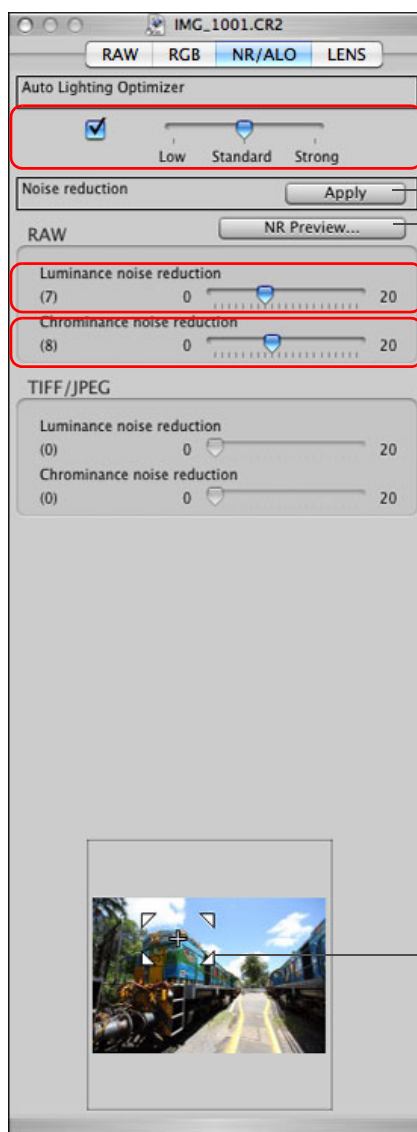 IMG_1001.CR2
RAW RGB NR/ALO LENS
Auto Lighting Optimizer
Low Standard Strong
Noise reduction Apply
RAW NR Preview...
Luminance noise reduction
(7) 0 20
Chrominance noise reduction
(8) 0 20
TIFF/JPEG
Luminance noise reduction
(0) 0 20
Chrominance noise reduction
(0) 0 20